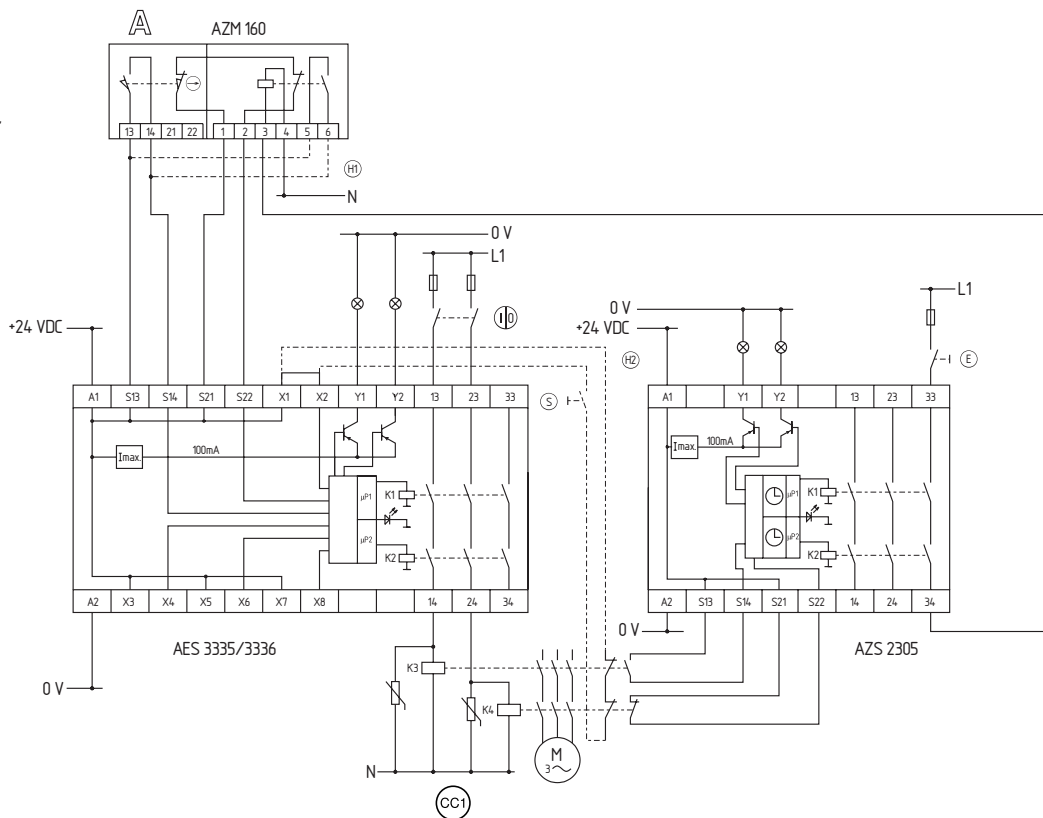 A
AZM 160
13 14 21 22 1 2 3 4 5 6
H1
N
0 V
L1
I 0
+24 VDC
0 V
+24 VDC
L1
H2
E
S
A1 S13 S14 S21 S22 X1 X2 Y1 Y2 13 23 33
A1 Y1 Y2 13 23 33
Imax. 100mA
Imax. 100mA
µP1 K1
µP2 K2
µP1 K1
µP2 K2
A2 X3 X4 X5 X6 X7 X8 14 24 34
A2 S13 S14 S21 S22 14 24 34
AES 3335/3336
0 V
AZS 2305
0 V
K3
K4
M
3
N
CC1